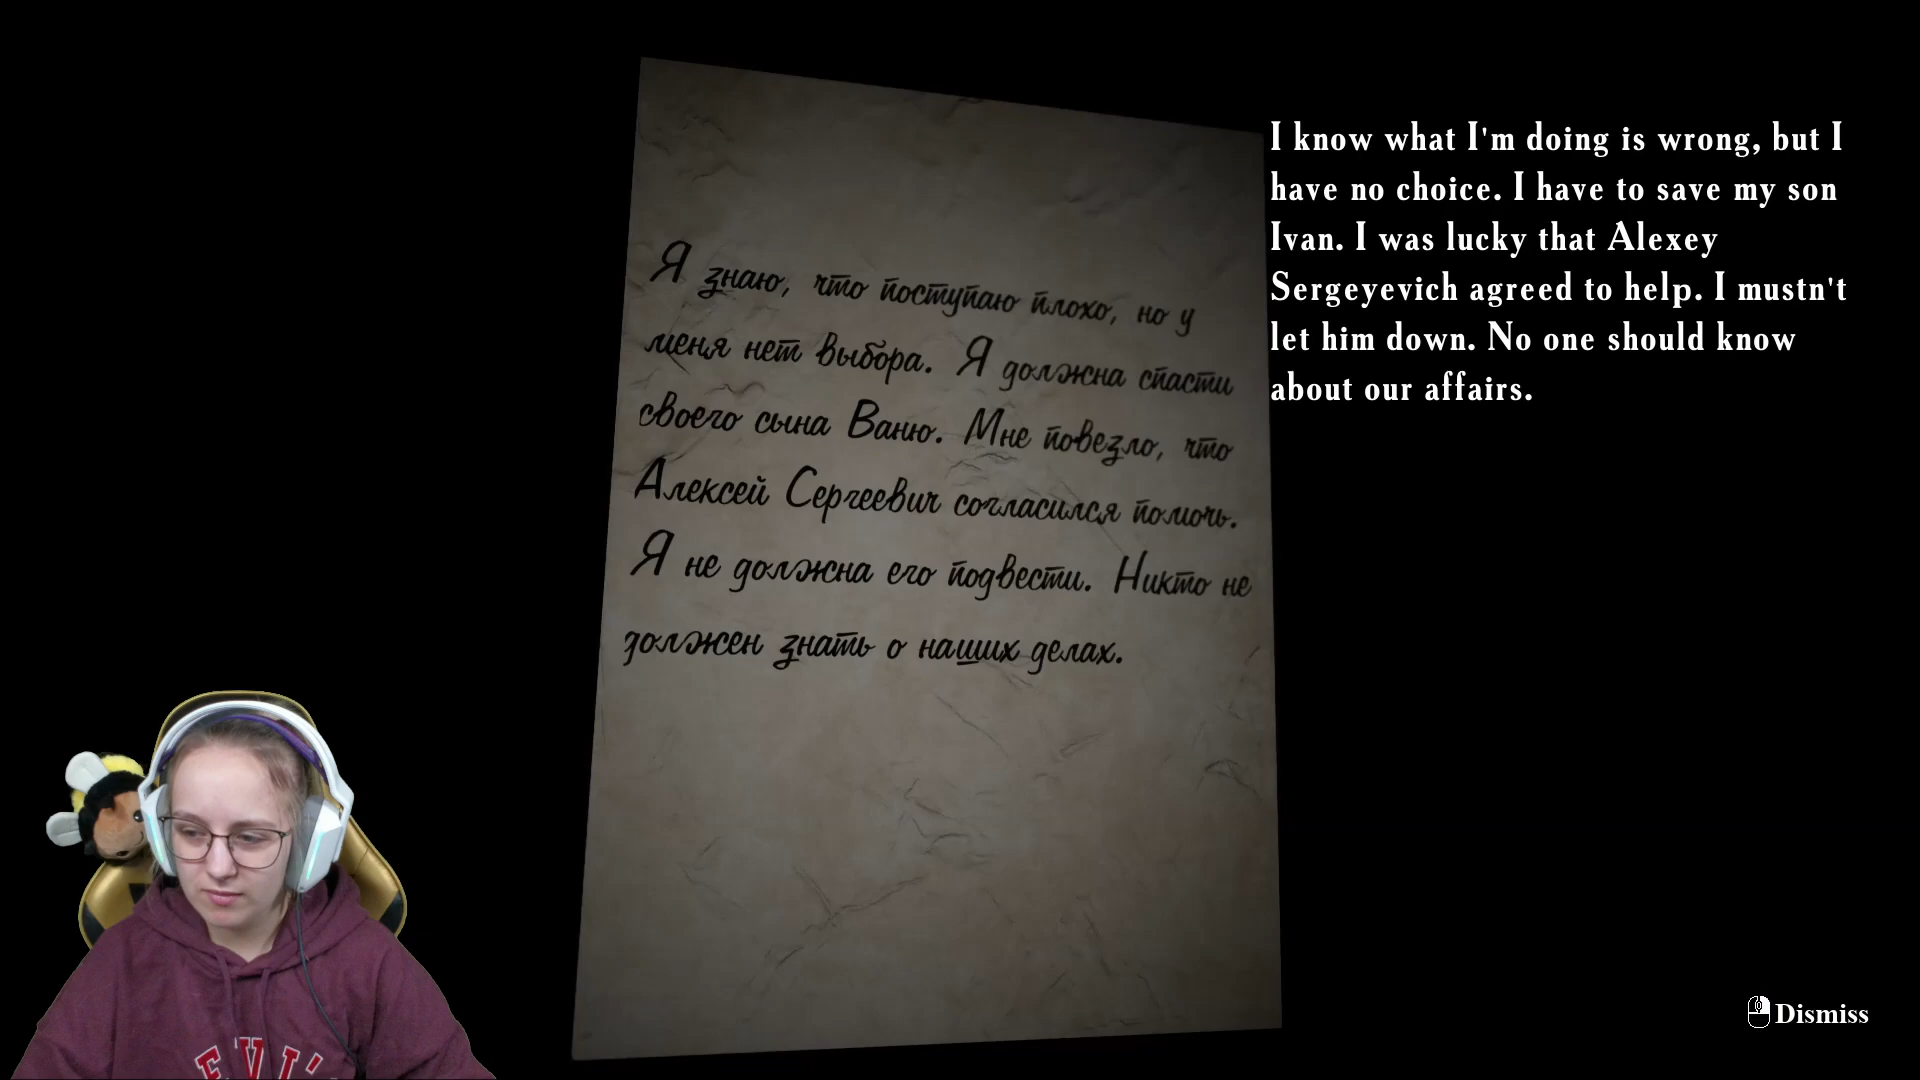 Я знаю, что поступаю плохо, но у
меня нет выбора. Я должна спасти
своего сына Ваню. Мне повезло, что
Алексей Сергеевич согласился помочь.
Я не должна его подвести. Никто не
должен знать о наших делах.
I know what I'm doing is wrong, but I
have no choice. I have to save my son
Ivan. I was lucky that Alexey
Sergeyevich agreed to help. I mustn't
let him down. No one should know
about our affairs.
Dismiss